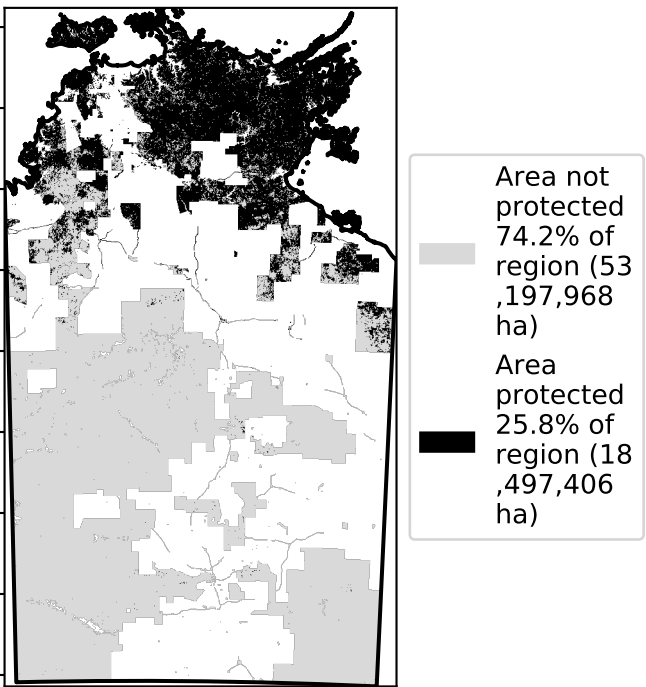 Area not
protected
74.2% of
region (53
,197,968
ha)
Area
protected
25.8% of
region (18
,497,406
ha)